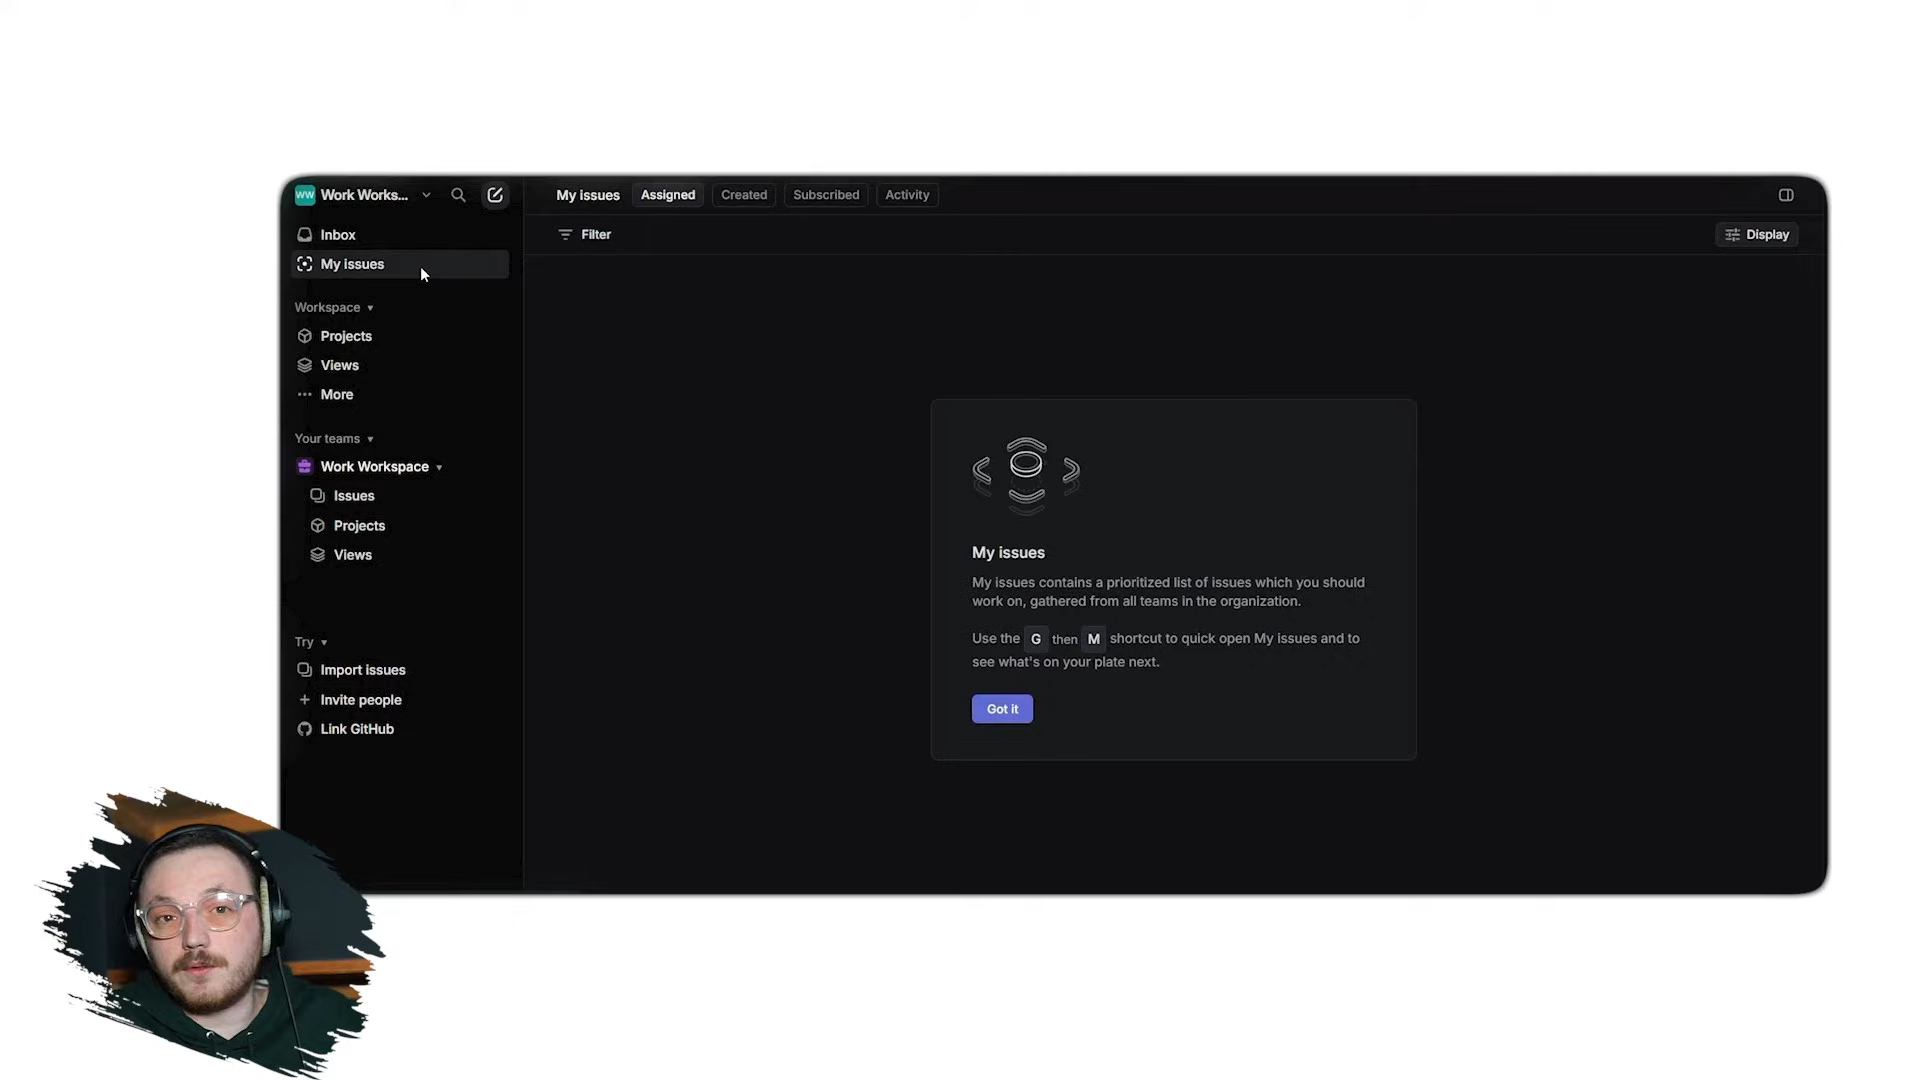 WW Work Works...
My issues
Assigned
Created
Subscribed
Activity
Inbox
Filter
Display
My issues
Workspace
Projects
Views
More
Your teams
Work Workspace
Issues
Projects
Views
Try
Import issues
Invite people
Link GitHub
My issues
My issues contains a prioritized list of issues which you should
work on, gathered from all teams in the organization.
Use the G then M shortcut to quick open My issues and to
see what's on your plate next.
Got it